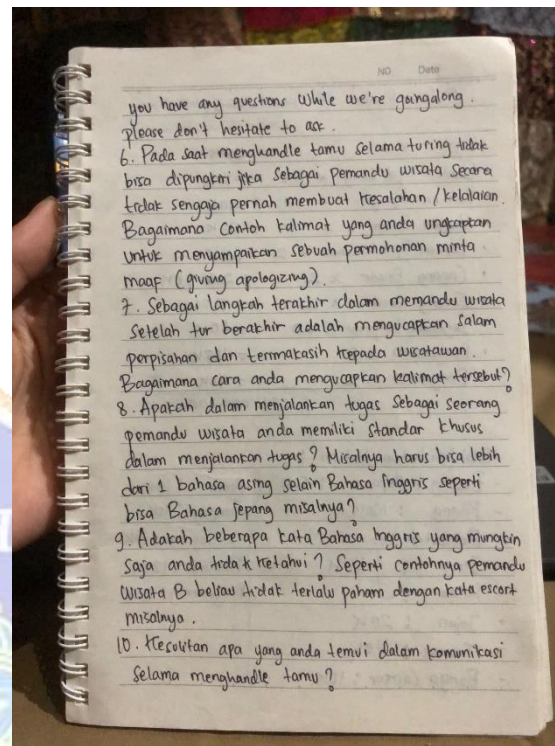 NO Date
you have any questions while we're goingalong.
please don't hesitate to ask.
6. Pada saat menghandle tamu selama turing tidak
bisa dipungkiri jika sebagai pemandu wisata secara
tidak sengaja pernah membuat kesalahan / kelalaian.
Bagaimana contoh kalimat yang anda ungkapkan
untuk menyampaikan sebuah permohonan minta
maaf (giving apologizing).
7. Sebagai langkah terakhir dalam memandu wisata
setelah tur berakhir adalah mengucapkan salam
perpisahan dan terimakasih kepada wisatawan.
Bagaimana cara anda mengucapkan kalimat tersebut?
8. Apakah dalam menjalankan tugas sebagai seorang
pemandu wisata anda memiliki standar khusus
dalam menjalankan tugas? Misalnya harus bisa lebih
dari 1 bahasa asing selain Bahasa Inggris seperti
bisa Bahasa Jepang misalnya?
9. Adakah beberapa kata Bahasa Inggris yang mungkin
saja anda tidak ketahui? Seperti contohnya pemandu
wisata B beliau tidak terlalu paham dengan kata escort
misalnya.
10. Kesulitan apa yang anda temui dalam komunikasi
selama menghandle tamu?